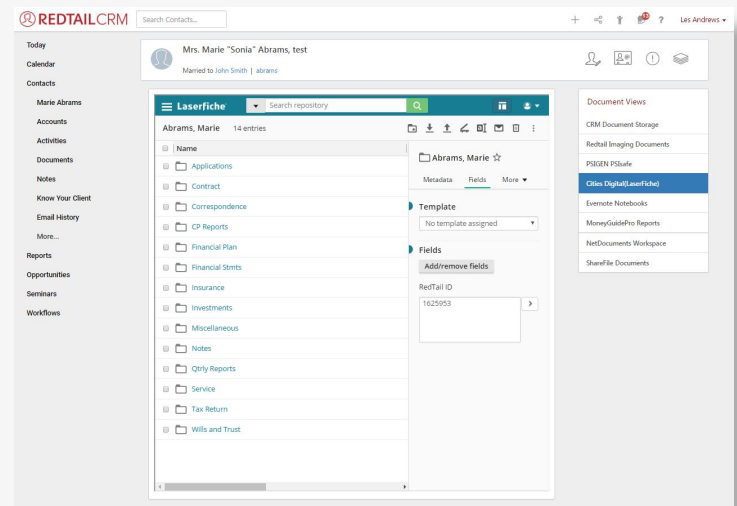 REDTAILCRM
Search Contacts...
?
Les Andrews
Today
Calendar
Contacts
Marie Abrams
Accounts
Activities
Documents
Notes
Know Your Client
Email History
More...
Reports
Opportunities
Seminars
Workflows
Mrs. Marie "Sonia" Abrams, test
Married to John Smith | abrams
Laserfiche
Search repository
Abrams, Marie 14 entries
Name
Applications
Contract
Correspondence
CP Reports
Financial Plan
Financial Stmts
Insurance
Investments
Miscellaneous
Notes
Qtrly Reports
Service
Tax Return
Wills and Trust
Abrams, Marie
Metadata Fields More
Template
No template assigned
Fields
Add/remove fields
RedTail ID
1625953
Document Views
CRM Document Storage
Redtail Imaging Documents
PSIGEN PSIsafe
Cities Digital(LaserFiche)
Evernote Notebooks
MoneyGuidePro Reports
NetDocuments Workspace
ShareFile Documents